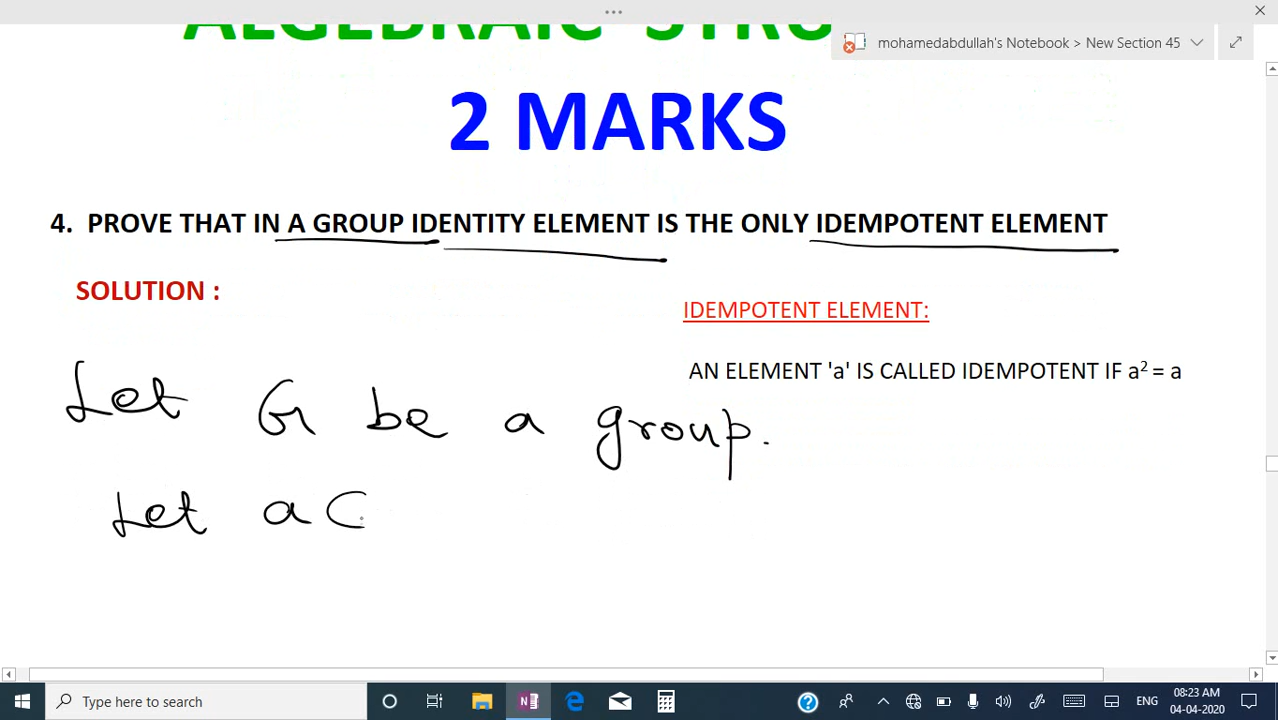 mohamedabdullah's Notebook > New Section 45
2 MARKS
4. PROVE THAT IN A GROUP IDENTITY ELEMENT IS THE ONLY IDEMPOTENT ELEMENT
SOLUTION :
IDEMPOTENT ELEMENT:
AN ELEMENT 'a' IS CALLED IDEMPOTENT IF a² = a
Let G be a group.
Let a
Type here to search
ENG
08:23 AM
04-04-2020